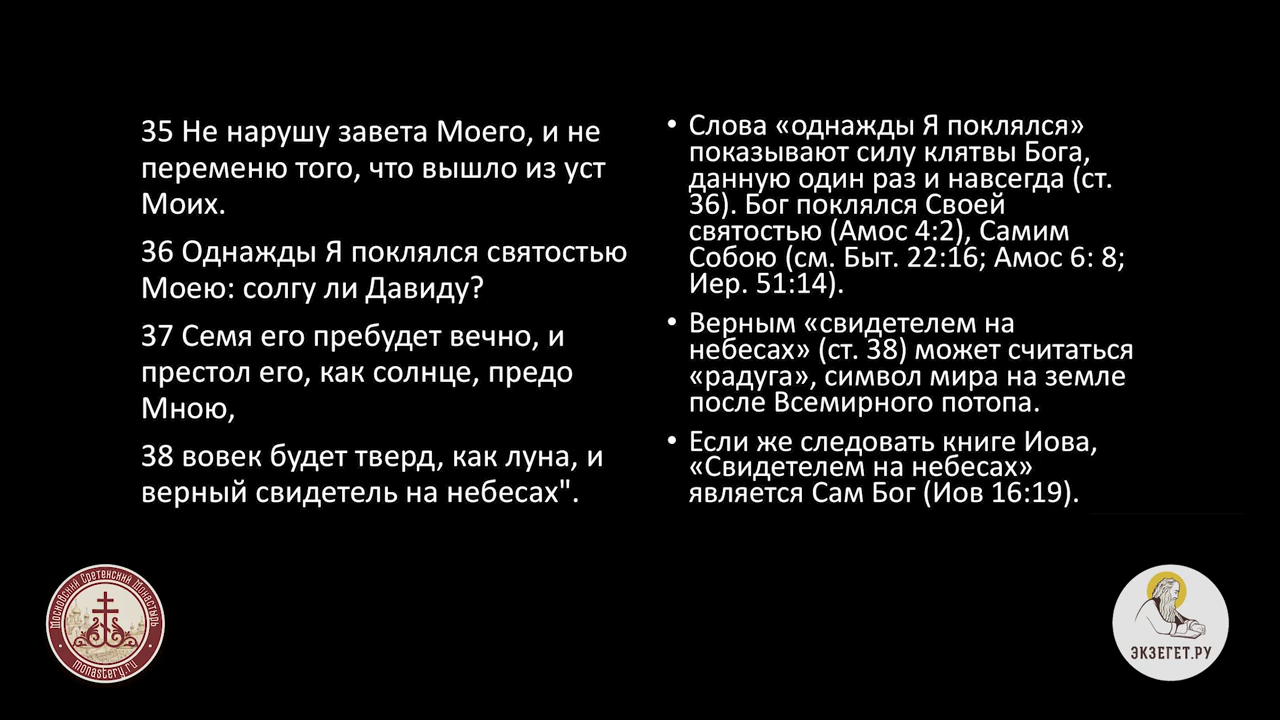 35 Не нарушу завета Моего, и не
переменю того, что вышло из уст
Моих.
36 Однажды Я поклялся святостью
Моею: солгу ли Давиду?
37 Семя его пребудет вечно, и
престол его, как солнце, предо
Мною,
38 вовек будет тверд, как луна, и
верный свидетель на небесах".
• Слова «однажды Я поклялся»
показывают силу клятвы Бога,
данную один раз и навсегда (ст.
36). Бог поклялся Своей
святостью (Амос 4:2), Самим
Собою (см. Быт. 22:16; Амос 6: 8;
Иер. 51:14).
• Верным «свидетелем на
небесах» (ст. 38) может считаться
«радуга», символ мира на земле
после Всемирного потопа.
• Если же следовать книге Иова,
«Свидетелем на небесах»
является Сам Бог (Иов 16:19).
Московский Сретенский Монастырь
monastery.ru
ЭКЗЕГЕТ.РУ